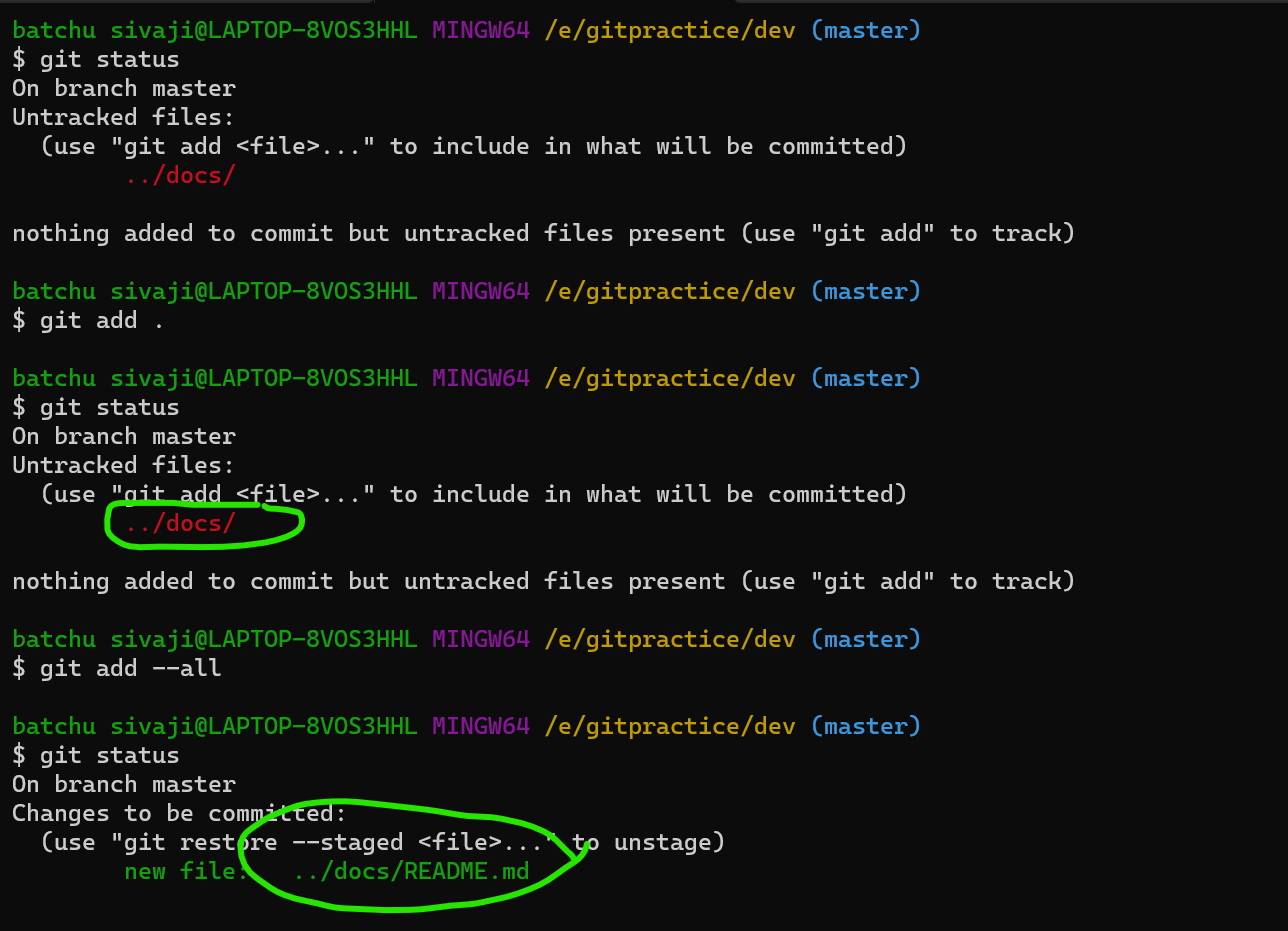 batchu sivaji@LAPTOP-8VOS3HHL MINGW64 /e/gitpractice/dev (master)
$ git status
On branch master
Untracked files:
  (use "git add <file>..." to include in what will be committed)
        ../docs/

nothing added to commit but untracked files present (use "git add" to track)

batchu sivaji@LAPTOP-8VOS3HHL MINGW64 /e/gitpractice/dev (master)
$ git add .

batchu sivaji@LAPTOP-8VOS3HHL MINGW64 /e/gitpractice/dev (master)
$ git status
On branch master
Untracked files:
  (use "git add <file>..." to include in what will be committed)
        ../docs/

nothing added to commit but untracked files present (use "git add" to track)

batchu sivaji@LAPTOP-8VOS3HHL MINGW64 /e/gitpractice/dev (master)
$ git add --all

batchu sivaji@LAPTOP-8VOS3HHL MINGW64 /e/gitpractice/dev (master)
$ git status
On branch master
Changes to be committed:
  (use "git restore --staged <file>..." to unstage)
        new file:   ../docs/README.md